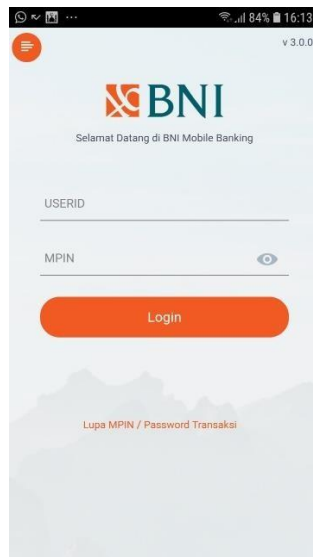 84% 16:13
v 3.0.0
BNI
Selamat Datang di BNI Mobile Banking
USERID
MPIN
Login
Lupa MPIN / Password Transaksi